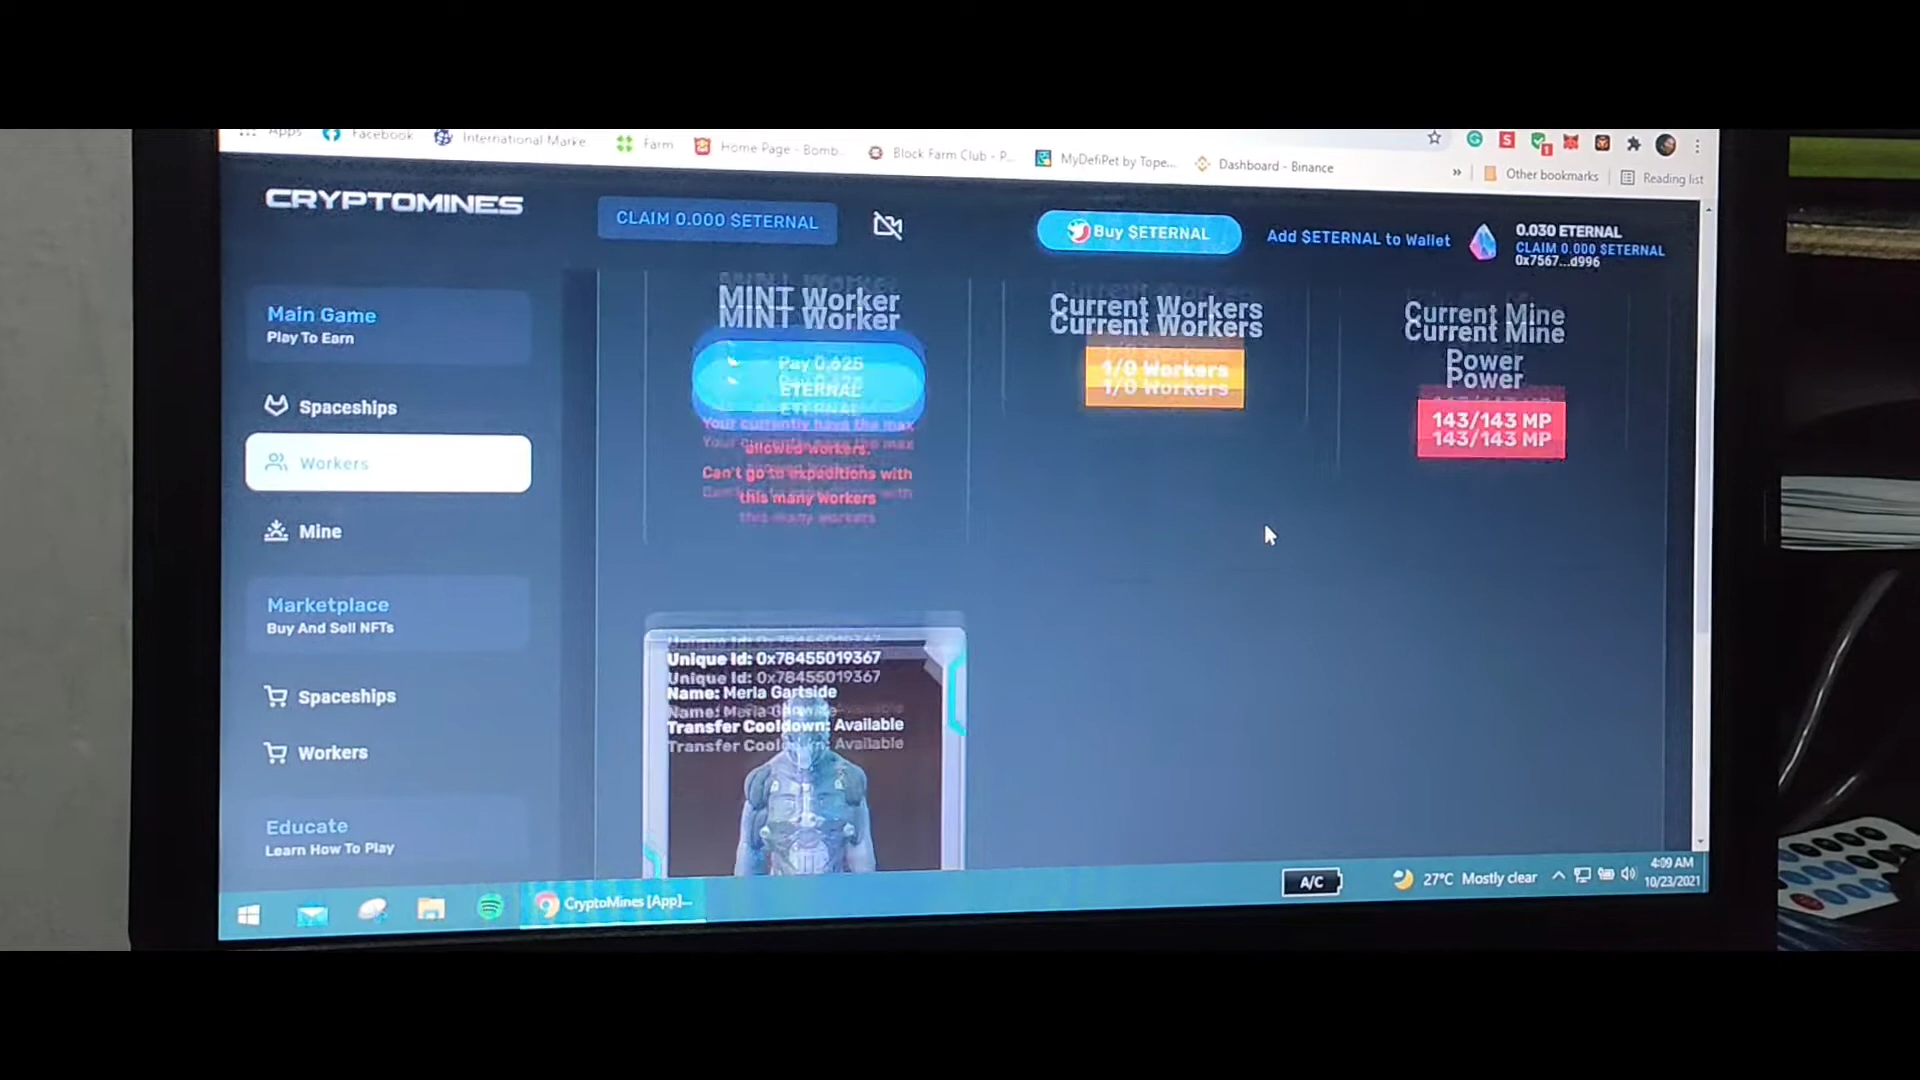 Apps Facebook International Marke... Farm Home Page - Bomb... Block Farm Club - P... MyDefiPet by Tope... Dashboard - Binance » Other bookmarks Reading list
CRYPTOMINES
CLAIM 0.000 $ETERNAL
Buy $ETERNAL
Add $ETERNAL to Wallet
0.030 ETERNAL
CLAIM 0.000 $ETERNAL
0x7567...d996
Main Game
Play To Earn
Spaceships
Workers
Mine
Marketplace
Buy And Sell NFTs
Spaceships
Workers
Educate
Learn How To Play
MINT Worker
Pay 0.625
ETERNAL
Your currently have the max
allowed workers.
Can't go to expeditions with
this many workers
Current Workers
1/0 Workers
Current Mine
Power
143/143 MP
Unique Id: 0x78455019367
Name: Merla Gartside
Transfer Cooldown: Available
CryptoMines [App]...
A/C
27°C Mostly clear
4:09 AM
10/23/2021